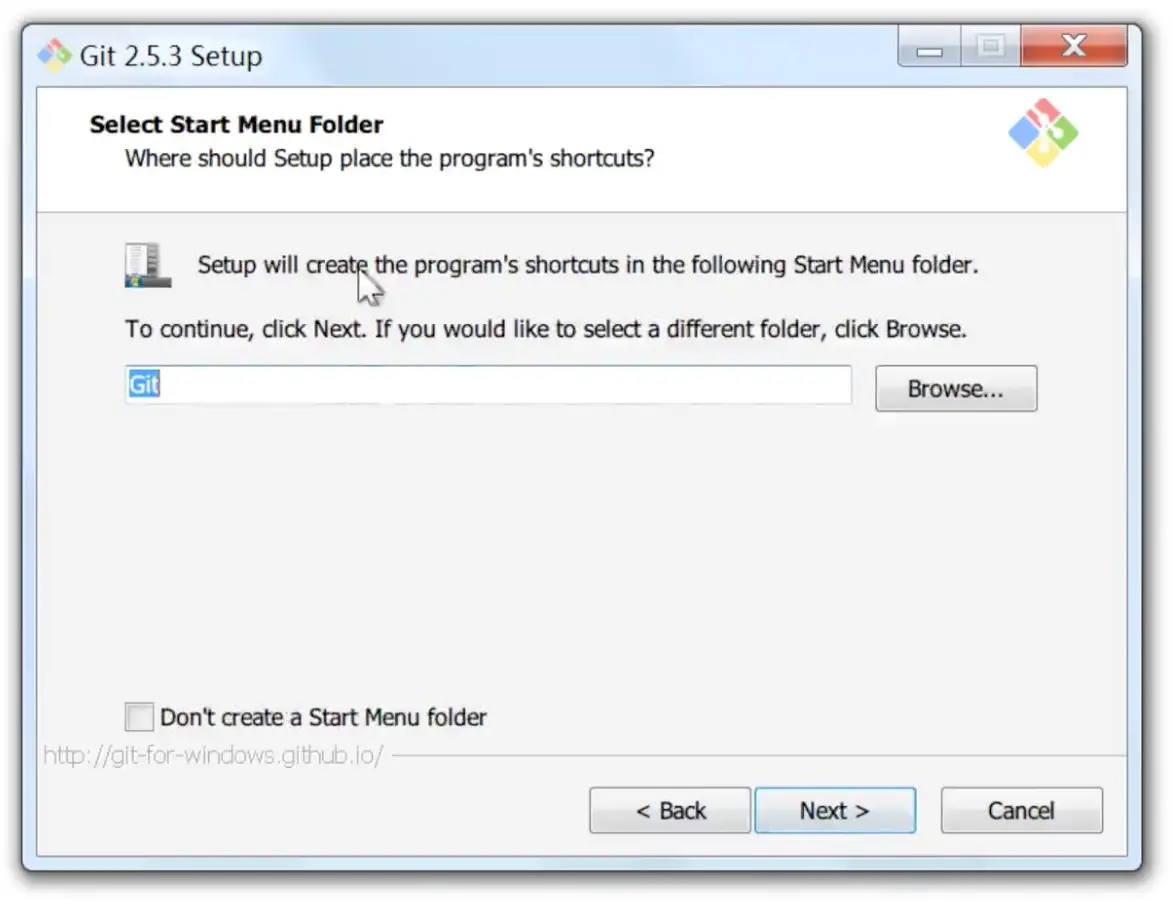 Git 2.5.3 Setup
Select Start Menu Folder
Where should Setup place the program's shortcuts?
Setup will create the program's shortcuts in the following Start Menu folder.
To continue, click Next. If you would like to select a different folder, click Browse.
Git
Browse...
Don't create a Start Menu folder
http://git-for-windows.github.io/
< Back
Next >
Cancel